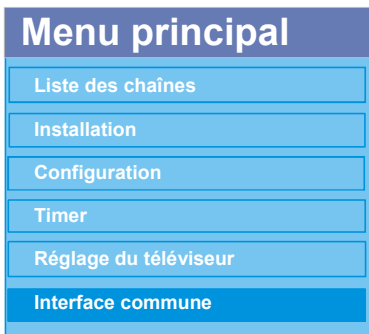 Menu principal
Liste des chaînes
Installation
Configuration
Timer
Réglage du téléviseur
Interface commune